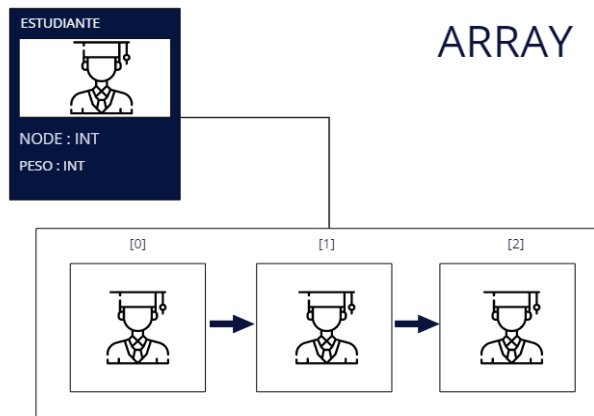 ESTUDIANTE
ARRAY
NODE : INT
PESO : INT
[0] [1] [2]